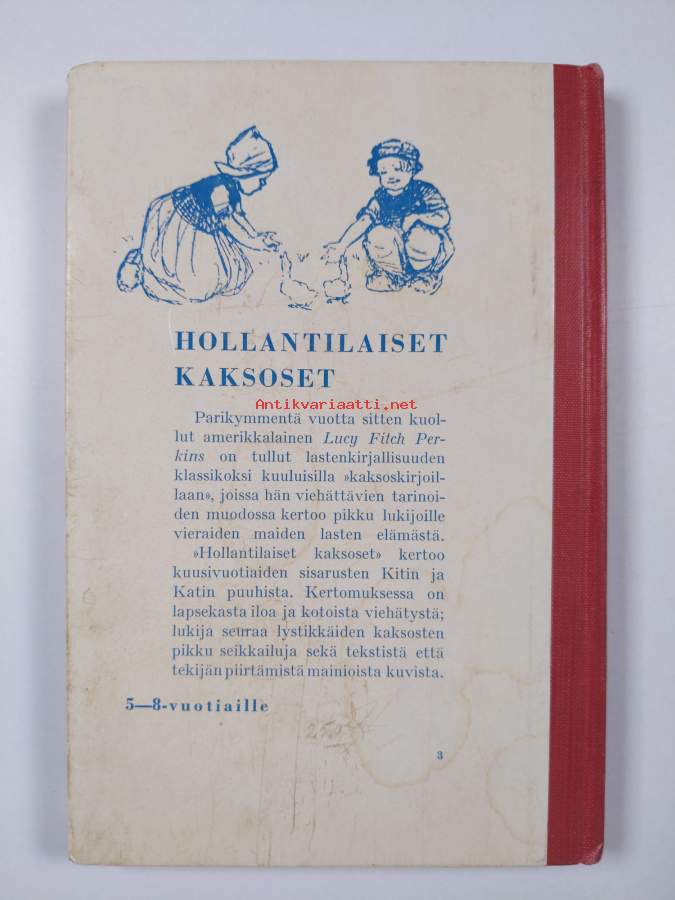 HOLLANTILAISET
KAKSOSET
Antikvariaatti.net
Parikymmentä vuotta sitten kuol-
lut amerikkalainen Lucy Fitch Per-
kins on tullut lastenkirjallisuuden
klassikoksi kuuluisilla »kaksoskirjoil-
laan», joissa hän viehättävien tarinoi-
den muodossa kertoo pikku lukijoille
vieraiden maiden lasten elämästä.
»Hollantilaiset kaksoset» kertoo
kuusivuotiaiden sisarusten Kitin ja
Katin puuhista. Kertomuksessa on
lapsekasta iloa ja kotoista viehätystä;
lukija seuraa lystikkäiden kaksosten
pikku seikkailuja sekä tekstistä että
tekijän piirtämistä mainioista kuvista.
5—8-vuotiaille
3